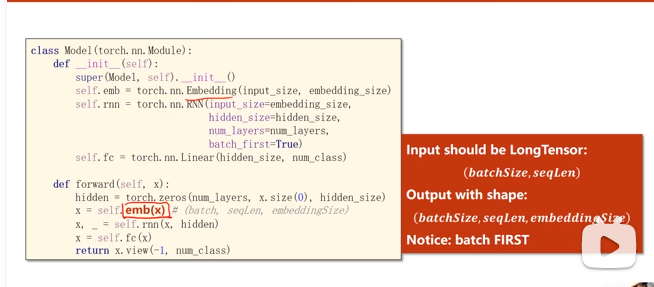 class Model(torch.nn.Module):
    def __init__(self):
        super(Model, self).__init__()
        self.emb = torch.nn.Embedding(input_size, embedding_size)
        self.rnn = torch.nn.RNN(input_size=embedding_size,
                                hidden_size=hidden_size,
                                num_layers=num_layers,
                                batch_first=True)
        self.fc = torch.nn.Linear(hidden_size, num_class)
    def forward(self, x):
        hidden = torch.zeros(num_layers, x.size(0), hidden_size)
        x = self.emb(x) # (batch, seqLen, embeddingSize)
        x, _ = self.rnn(x, hidden)
        x = self.fc(x)
        return x.view(-1, num_class)
Input should be LongTensor:
(batchSize, seqLen)
Output with shape:
(batchSize, seqLen, embeddingSize)
Notice: batch FIRST